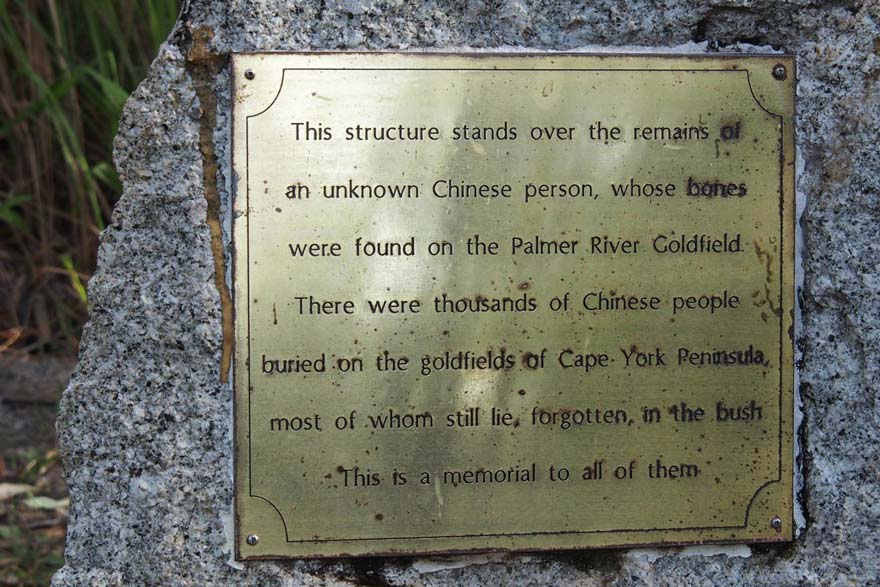 This structure stands over the remains of
an unknown Chinese person, whose bones
were found on the Palmer River Goldfield.
There were thousands of Chinese people
buried on the goldfields of Cape York Peninsula,
most of whom still lie, forgotten, in the bush
This is a memorial to all of them